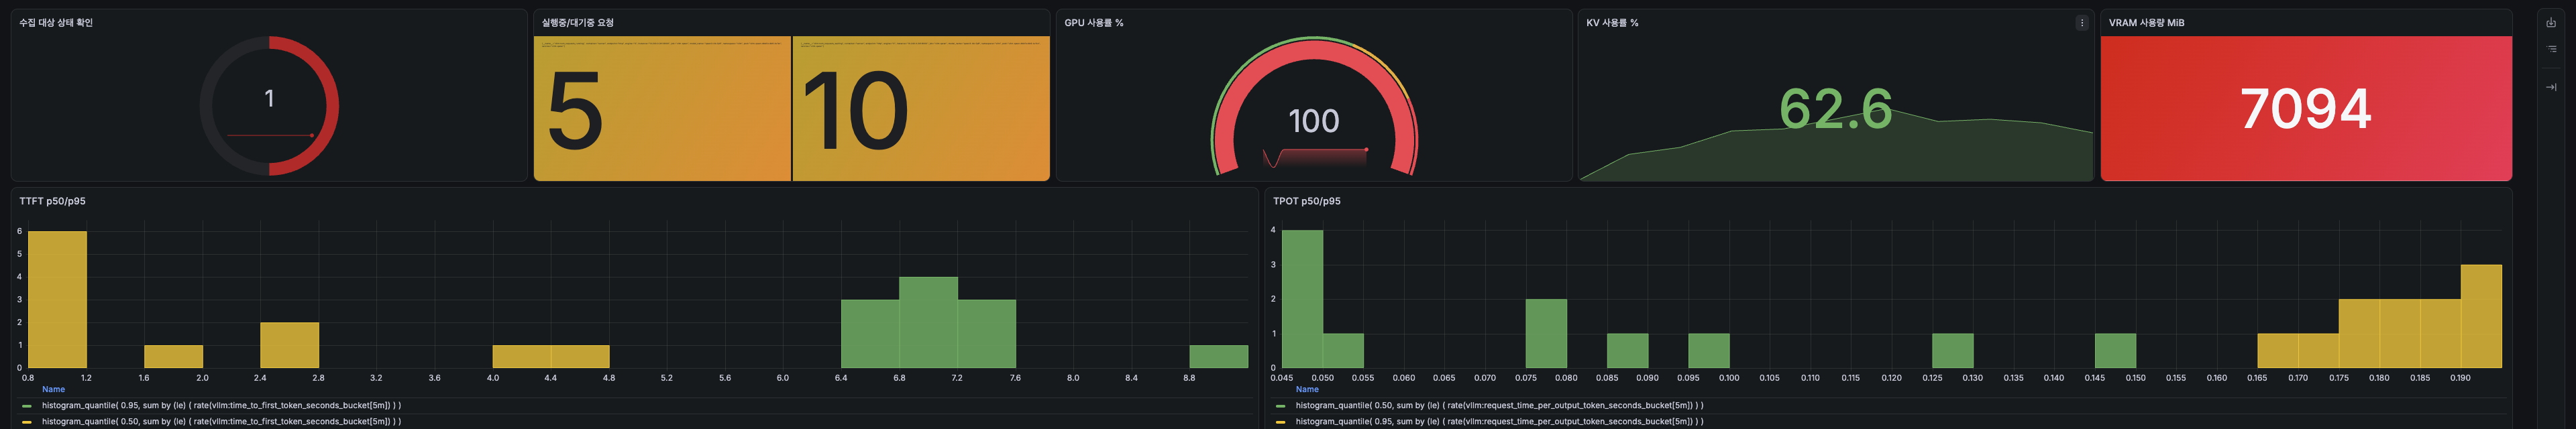 수집 대상 상태 확인
1
실행중/대기중 요청
5
10
GPU 사용률 %
100
KV 사용률 %
62.6
VRAM 사용량 MiB
7094
TTFT p50/p95
6
5
4
3
2
1
0
0.8 1.2 1.6 2.0 2.4 2.8 3.2 3.6 4.0 4.4 4.8 5.2 5.6 6.0 6.4 6.8 7.2 7.6 8.0 8.4 8.8
Name
histogram_quantile( 0.95, sum by (le) ( rate(vllm:time_to_first_token_seconds_bucket[5m]) ) )
histogram_quantile( 0.50, sum by (le) ( rate(vllm:time_to_first_token_seconds_bucket[5m]) ) )
TPOT p50/p95
4
3
2
1
0
0.045 0.050 0.055 0.060 0.065 0.070 0.075 0.080 0.085 0.090 0.095 0.100 0.105 0.110 0.115 0.120 0.125 0.130 0.135 0.140 0.145 0.150 0.155 0.160 0.165 0.170 0.175 0.180 0.185 0.190
Name
histogram_quantile( 0.50, sum by (le) ( rate(vllm:request_time_per_output_token_seconds_bucket[5m]) ) )
histogram_quantile( 0.95, sum by (le) ( rate(vllm:request_time_per_output_token_seconds_bucket[5m]) ) )